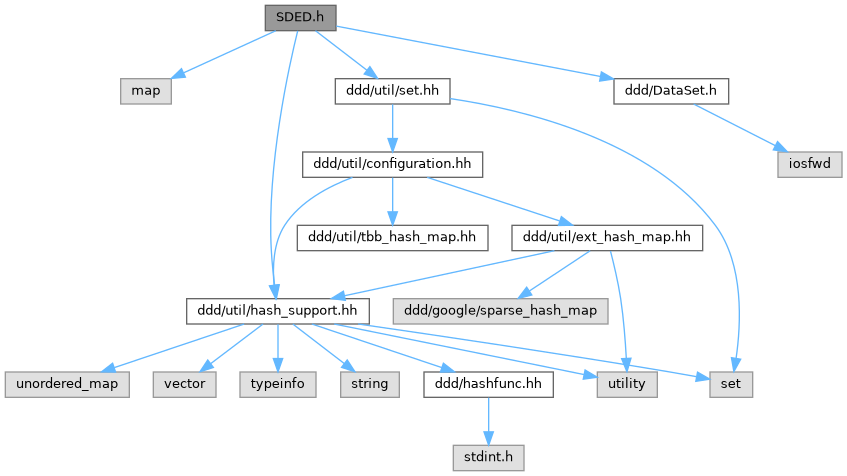 SDED.h
map
ddd/util/set.hh
ddd/DataSet.h
ddd/util/configuration.hh
iosfwd
ddd/util/tbb_hash_map.hh
ddd/util/ext_hash_map.hh
ddd/util/hash_support.hh
ddd/google/sparse_hash_map
unordered_map
vector
typeinfo
string
ddd/hashfunc.hh
utility
set
stdint.h